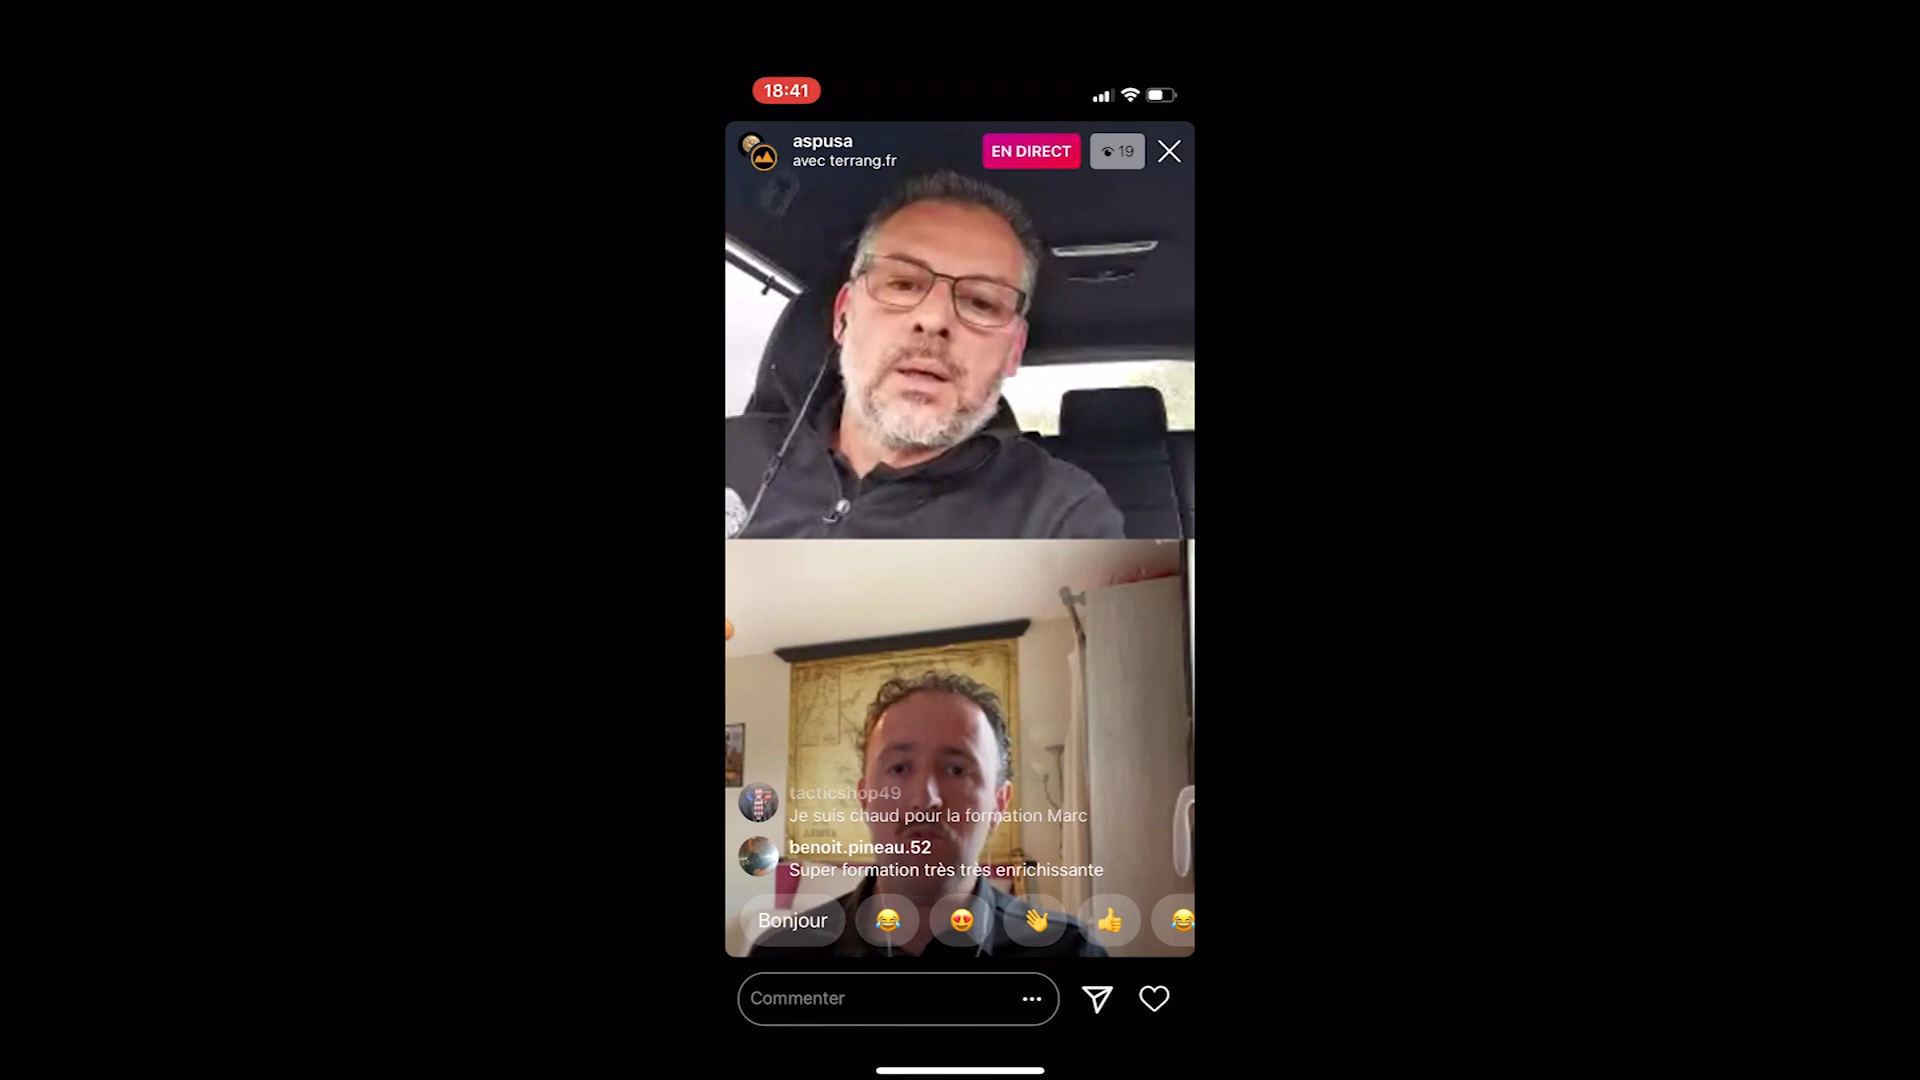 18:41
aspusa
avec terrang.fr
EN DIRECT
19
tacticshop49
Je suis chaud pour la formation Marc
benoit.pineau.52
Super formation très très enrichissante
Bonjour
Commenter